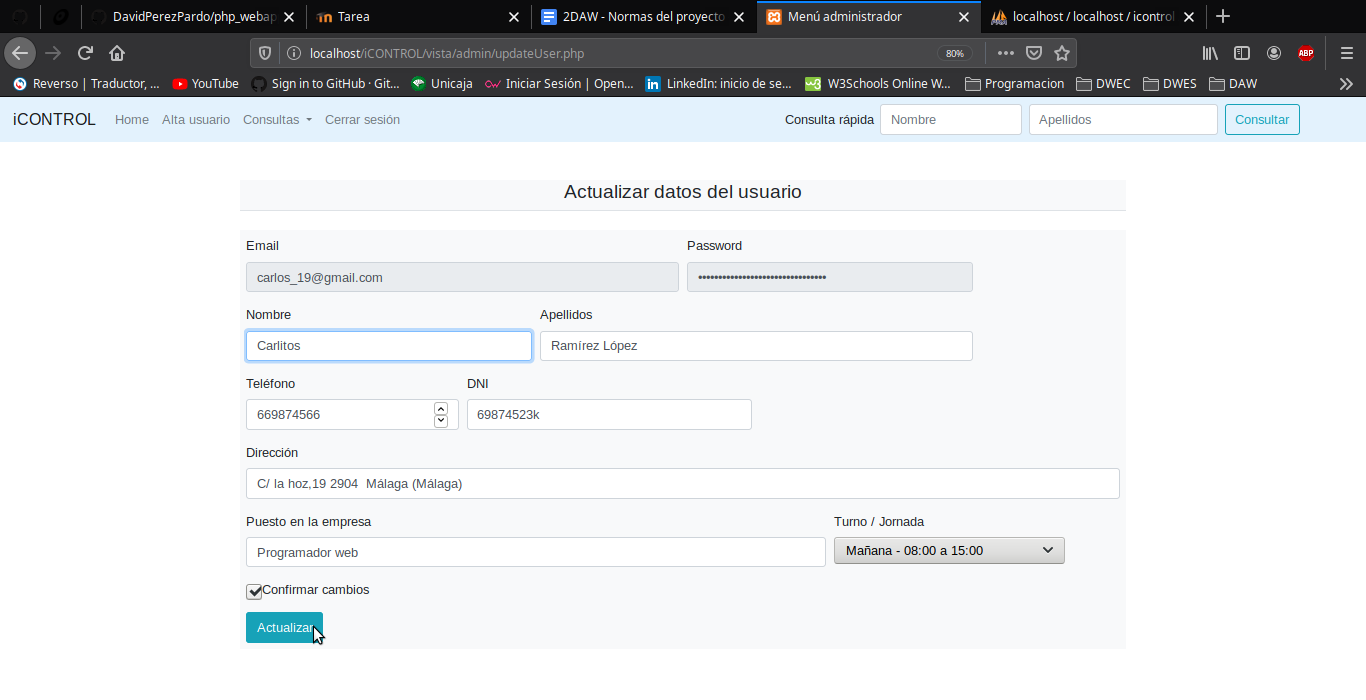 DavidPerezPardo/php_webap
Tarea
2DAW - Normas del proyecto
Menú administrador
localhost / localhost / icontrol
localhost/iCONTROL/vista/admin/updateUser.php
80%
ABP
Reverso | Traductor, ...
YouTube
Sign in to GitHub · Git...
Unicaja
Iniciar Sesión | Open...
LinkedIn: inicio de se...
W3Schools Online W...
Programacion
DWEC
DWES
DAW
iCONTROL
Home
Alta usuario
Consultas
Cerrar sesión
Consulta rápida
Nombre
Apellidos
Consultar
Actualizar datos del usuario
Email
Password
carlos_19@gmail.com
Nombre
Apellidos
Carlitos
Ramírez López
Teléfono
DNI
669874566
69874523k
Dirección
C/ la hoz,19 2904  Málaga (Málaga)
Puesto en la empresa
Turno / Jornada
Programador web
Mañana - 08:00 a 15:00
Confirmar cambios
Actualizar